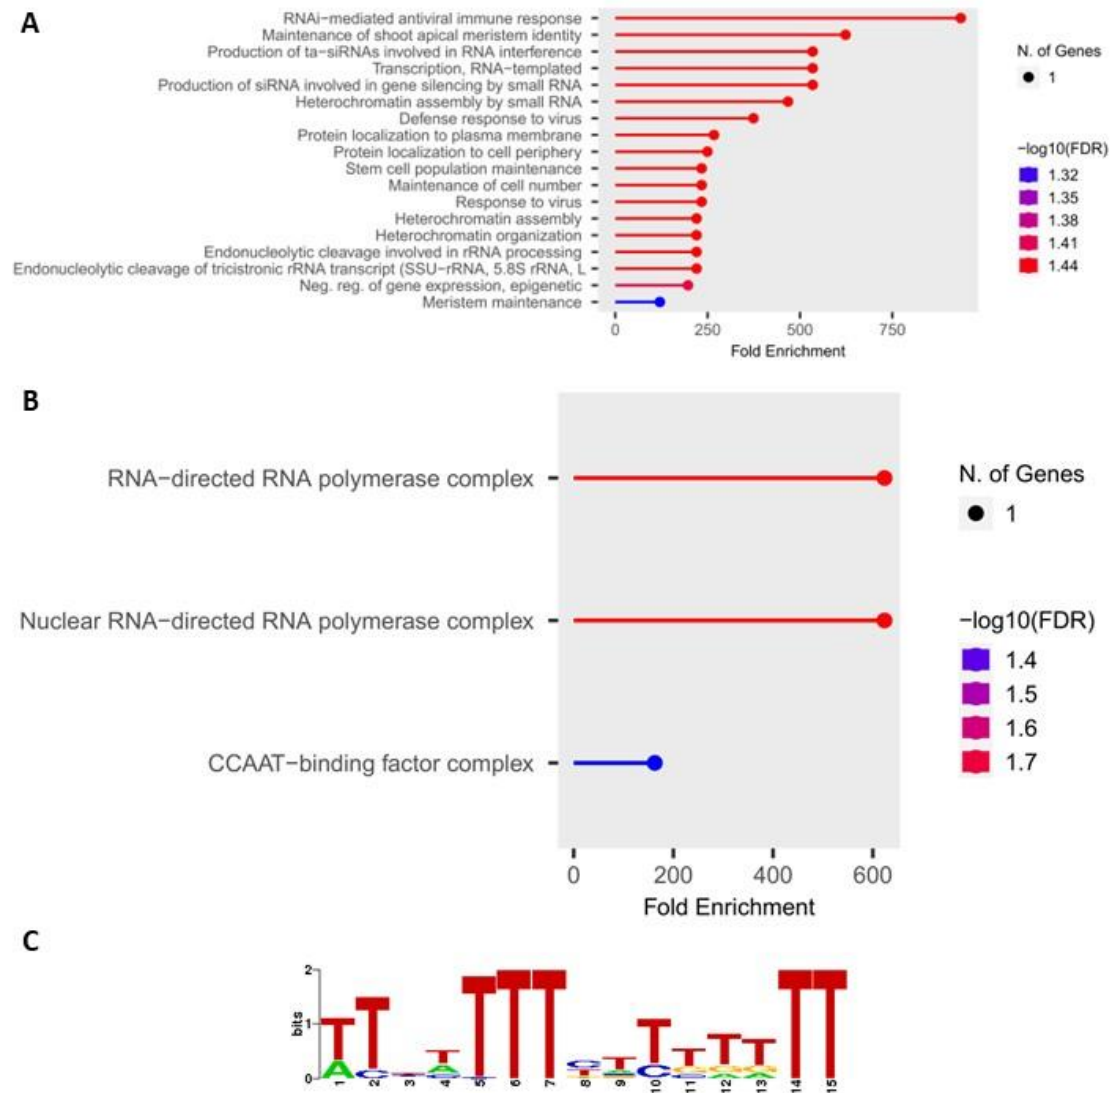 A
RNAi−mediated antiviral immune response
Maintenance of shoot apical meristem identity
Production of ta−siRNAs involved in RNA interference
Transcription, RNA−templated
Production of siRNA involved in gene silencing by small RNA
Heterochromatin assembly by small RNA
Defense response to virus
Protein localization to plasma membrane
Protein localization to cell periphery
Stem cell population maintenance
Maintenance of cell number
Response to virus
Heterochromatin assembly
Heterochromatin organization
Endonucleolytic cleavage involved in rRNA processing
Endonucleolytic cleavage of tricistronic rRNA transcript (SSU−rRNA, 5.8S rRNA, L
Neg. reg. of gene expression, epigenetic
Meristem maintenance
0 250 500 750
Fold Enrichment
N. of Genes
1
−log10(FDR)
1.32
1.35
1.38
1.41
1.44
B
RNA−directed RNA polymerase complex
Nuclear RNA−directed RNA polymerase complex
CCAAT−binding factor complex
0 200 400 600
Fold Enrichment
N. of Genes
1
−log10(FDR)
1.4
1.5
1.6
1.7
C
2
1
0
bits
1 2 3 4 5 6 7 8 9 10 11 12 13 14 15